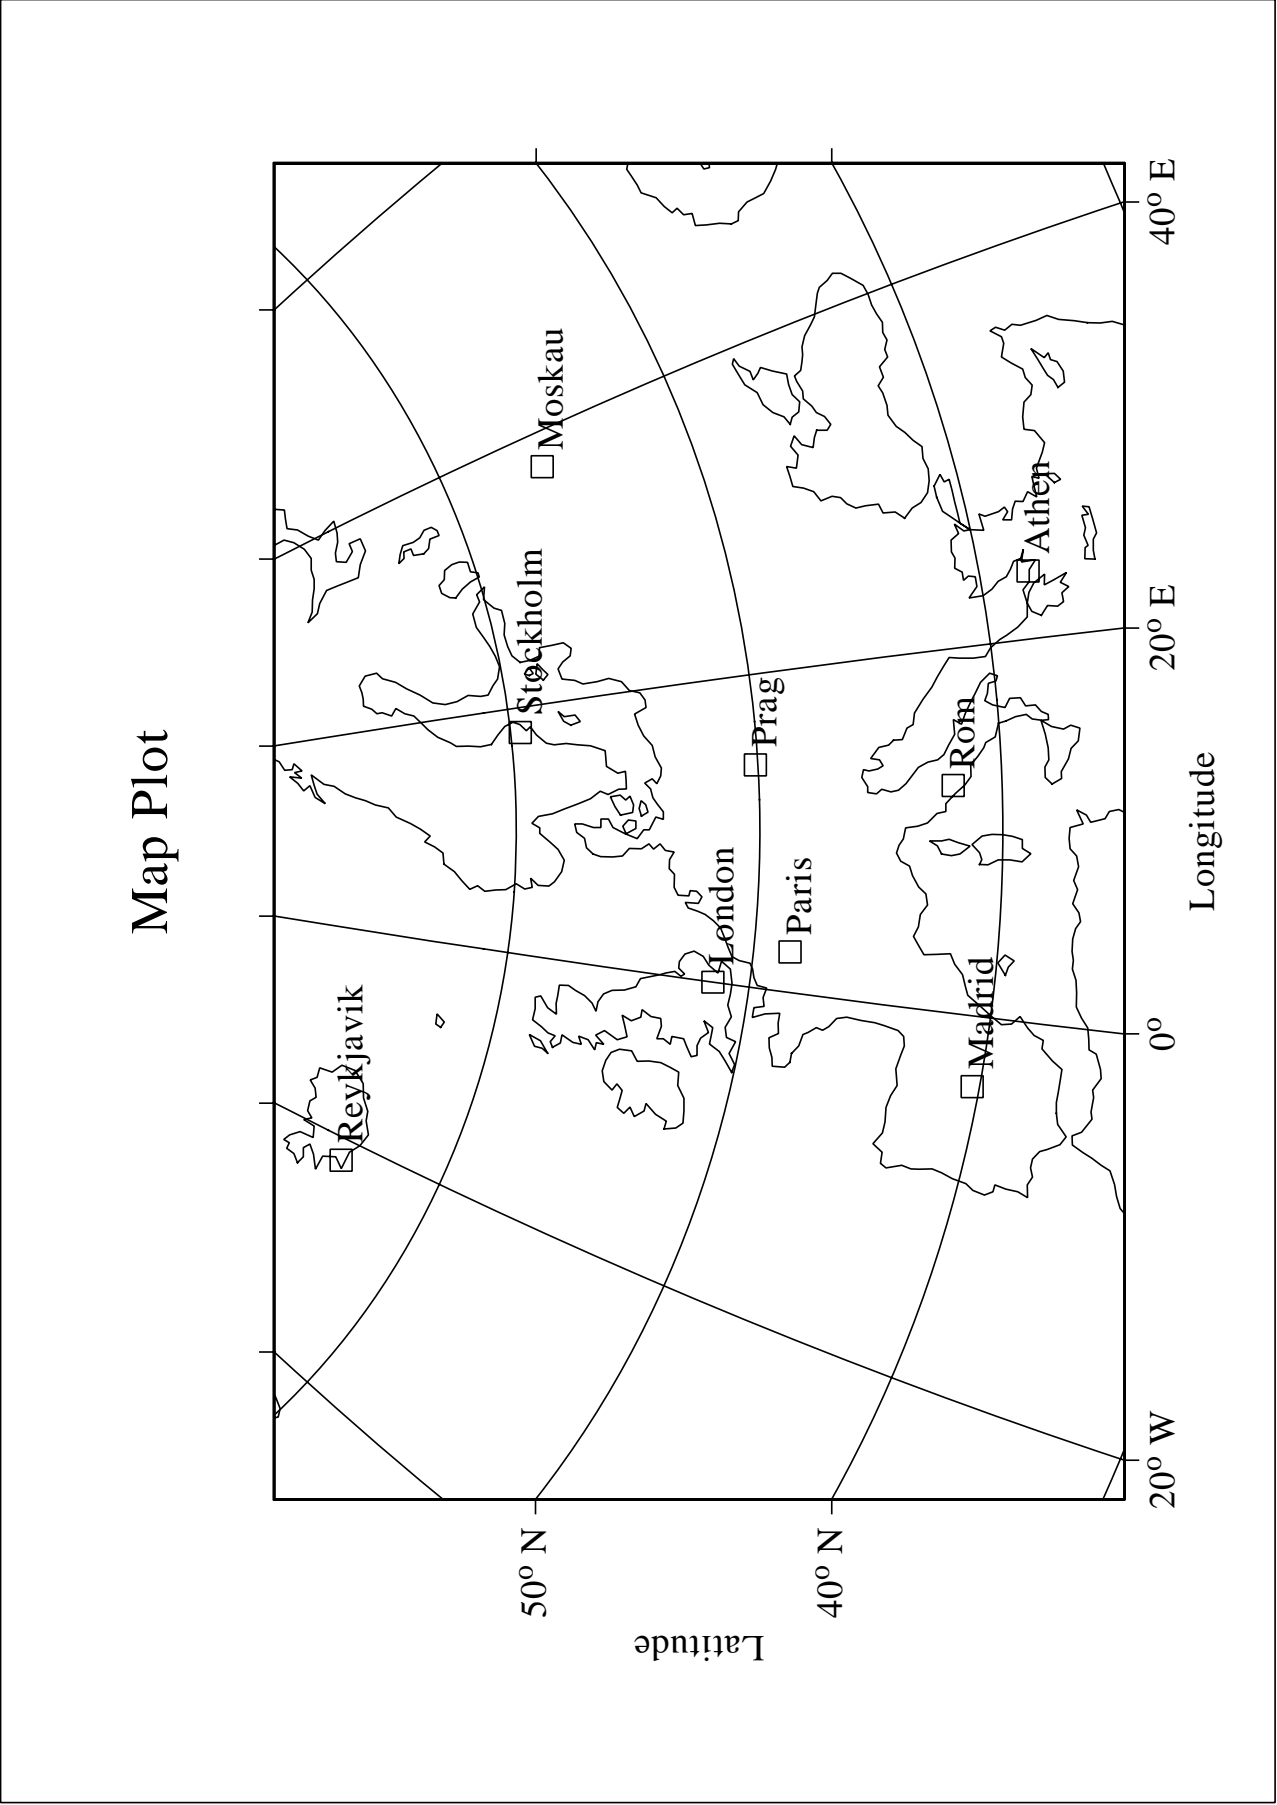 Map Plot
Reykjavik
Stockholm
Moskau
London
Prag
Paris
Rom
Madrid
Athen
50° N
40° N
Latitude
20° W
0°
20° E
40° E
Longitude